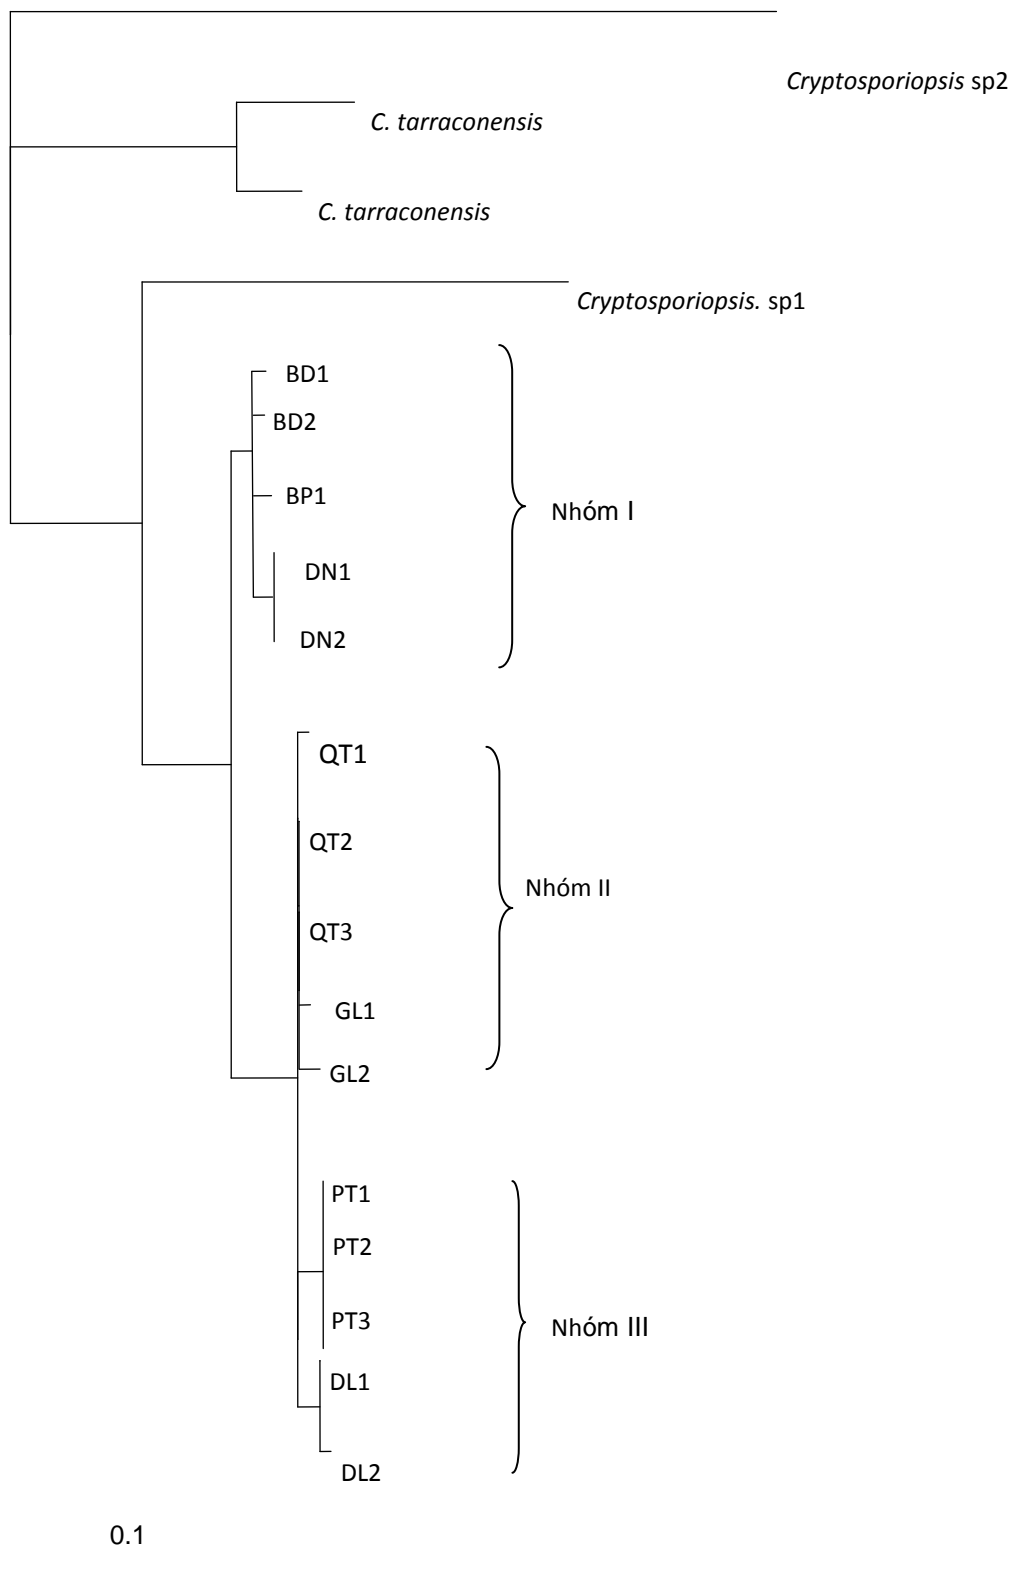 Cryptosporiopsis sp2
C. tarraconensis
C. tarraconensis
Cryptosporiopsis. sp1
BD1
BD2
BP1
Nhóm I
DN1
DN2
QT1
QT2
Nhóm II
QT3
GL1
GL2
PT1
PT2
PT3
Nhóm III
DL1
DL2
0.1